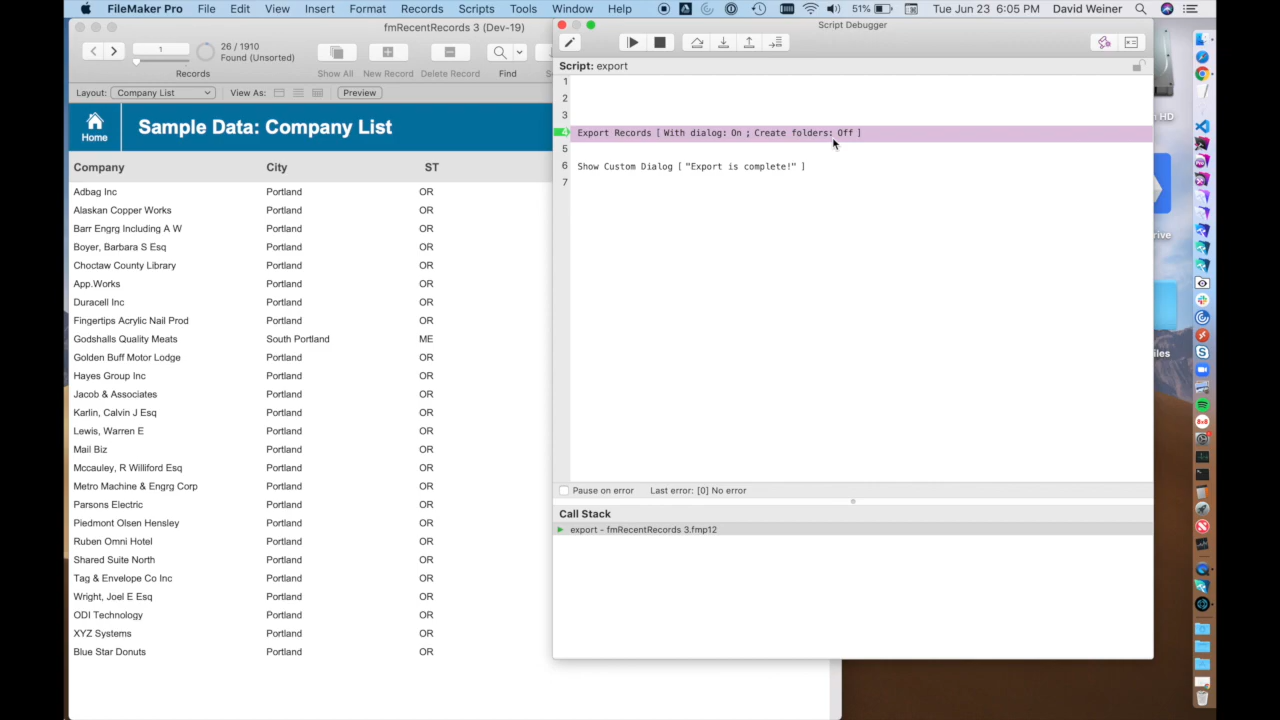 FileMaker Pro File Edit View Insert Format Records Scripts Tools Window Help 51% Tue Jun 23 6:05 PM David Weiner
fmRecentRecords 3 (Dev-19)
1
26 / 1910
Found (Unsorted)
Records Show All New Record Delete Record Find
Layout: Company List View As: Preview
Home
Sample Data: Company List
Company City ST
Adbag Inc Portland OR
Alaskan Copper Works Portland OR
Barr Engrg Including A W Portland OR
Boyer, Barbara S Esq Portland OR
Choctaw County Library Portland OR
App.Works Portland OR
Duracell Inc Portland OR
Fingertips Acrylic Nail Prod Portland OR
Godshalls Quality Meats South Portland ME
Golden Buff Motor Lodge Portland OR
Hayes Group Inc Portland OR
Jacob & Associates Portland OR
Karlin, Calvin J Esq Portland OR
Lewis, Warren E Portland OR
Mail Biz Portland OR
Mccauley, R Williford Esq Portland OR
Metro Machine & Engrg Corp Portland OR
Parsons Electric Portland OR
Piedmont Olsen Hensley Portland OR
Ruben Omni Hotel Portland OR
Shared Suite North Portland OR
Tag & Envelope Co Inc Portland OR
Wright, Joel E Esq Portland OR
ODI Technology Portland OR
XYZ Systems Portland OR
Blue Star Donuts Portland OR
Script Debugger
Script: export
1
2
3
4 Export Records [ With dialog: On ; Create folders: Off ]
5
6 Show Custom Dialog [ "Export is complete!" ]
7
Pause on error Last error: [0] No error
Call Stack
export - fmRecentRecords 3.fmp12
HD
rive
iles